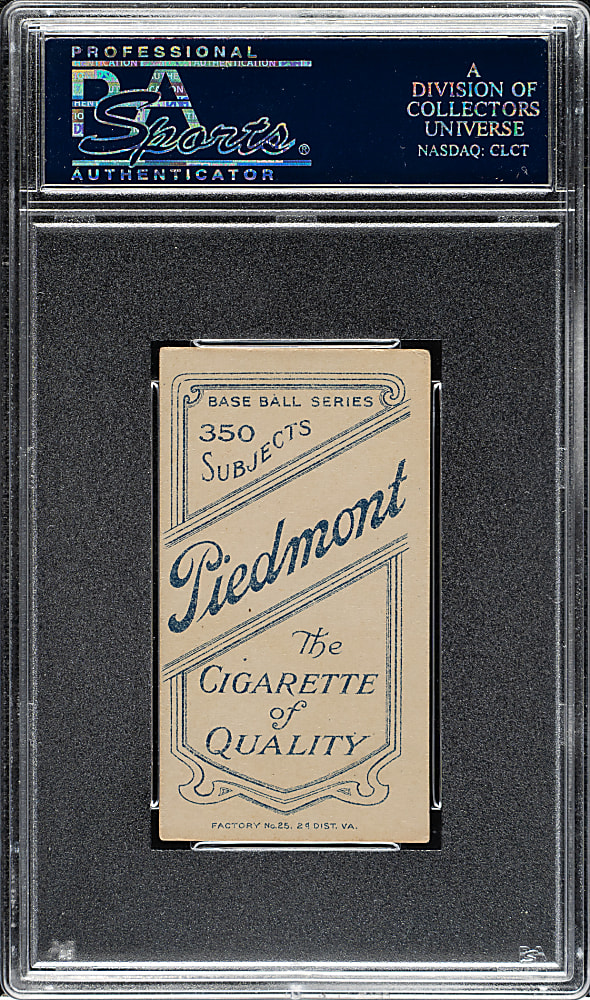 PROFESSIONAL
PSA
Sports®
AUTHENTICATOR
A
DIVISION OF
COLLECTORS
UNIVERSE
NASDAQ: CLCT
BASE BALL SERIES
350
SUBJECTS
Piedmont
The
CIGARETTE
of
QUALITY
FACTORY No. 25, 2d DIST. VA.